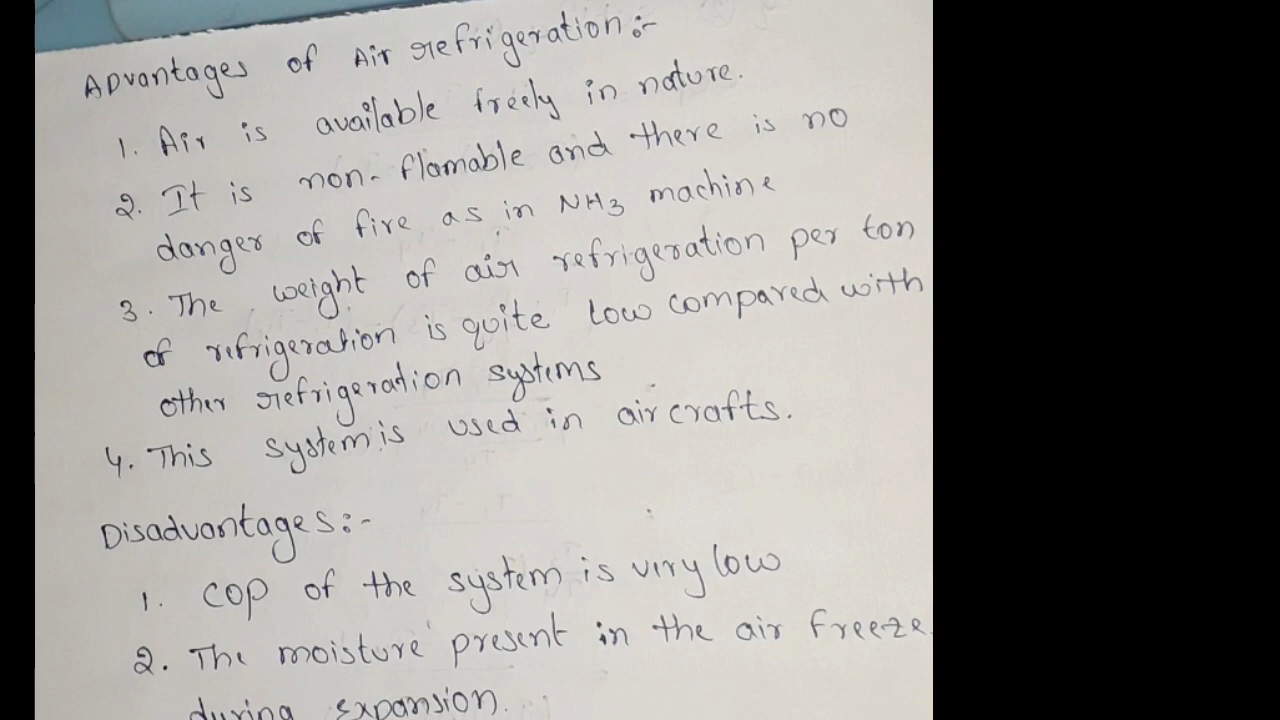 Advantages of Air refrigeration:-
1. Air is available freely in nature.
2. It is non-flamable and there is no
danger of fire as in NH3 machine
3. The weight of air refrigeration per ton
of refrigeration is quite low compared with
other refrigeration systems
4. This system is used in aircrafts.
Disadvantages:-
1. COP of the system is very low
2. The moisture present in the air freeze
during expansion.